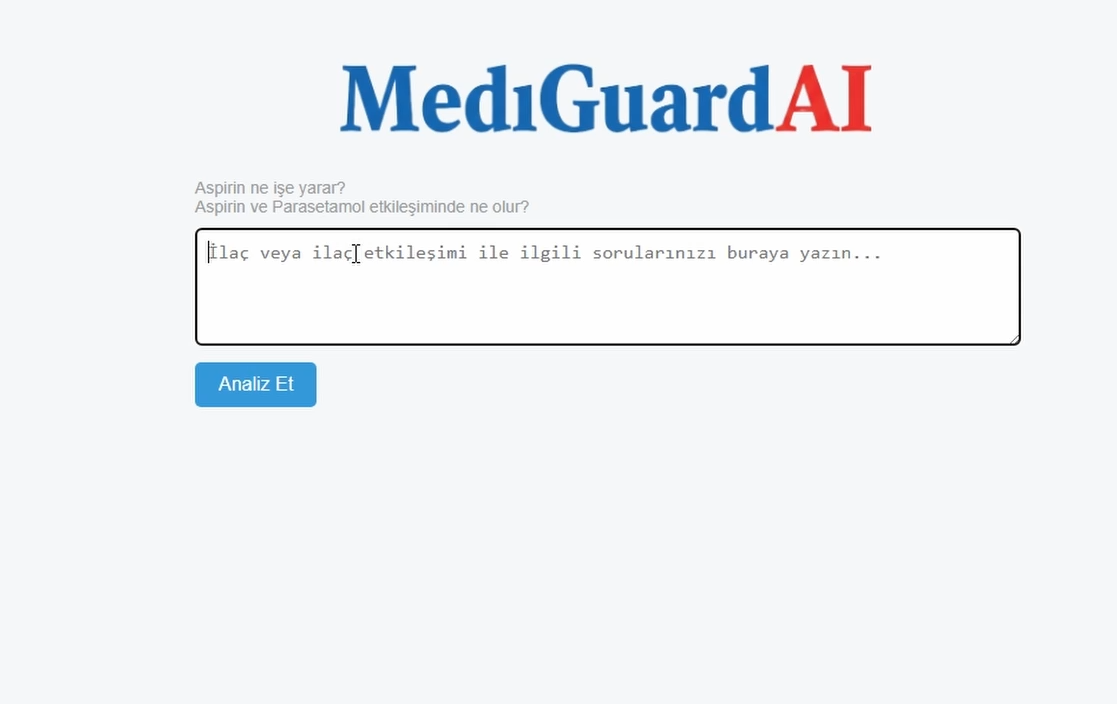 MedıGuardAI
Aspirin ne işe yarar?
Aspirin ve Parasetamol etkileşiminde ne olur?
İlaç veya ilaç etkileşimi ile ilgili sorularınızı buraya yazın...
Analiz Et